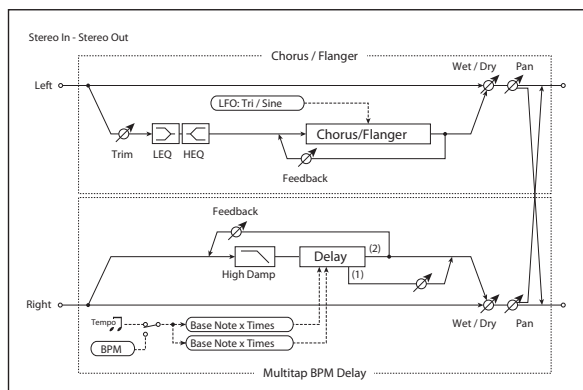 Stereo In - Stereo Out
Chorus / Flanger
Wet / Dry
Pan
Left
LFO: Tri / Sine
Chorus/Flanger
Trim
LEQ
HEQ
Feedback
Feedback
High Damp
Delay
(2)
(1)
Right
Wet / Dry
Pan
Tempo
BPM
Base Note x Times
Base Note x Times
Multitap BPM Delay